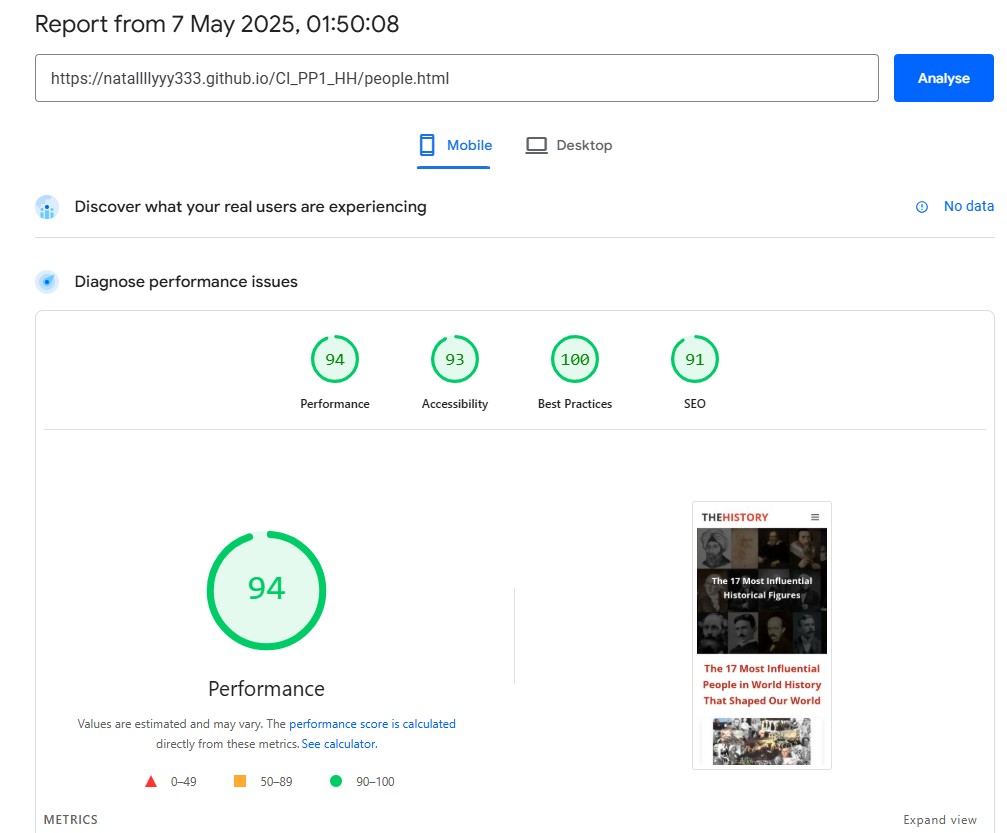 Report from 7 May 2025, 01:50:08
https://natallllyyy333.github.io/CI_PP1_HH/people.html
Analyse
Mobile
Desktop
Discover what your real users are experiencing
No data
Diagnose performance issues
94
93
100
91
Performance
Accessibility
Best Practices
SEO
THEHISTORY
The 17 Most Influential
Historical Figures
94
The 17 Most Influential
People in World History
That Shaped Our World
Performance
Values are estimated and may vary. The performance score is calculated
directly from these metrics. See calculator.
0–49
50–89
90–100
METRICS
Expand view